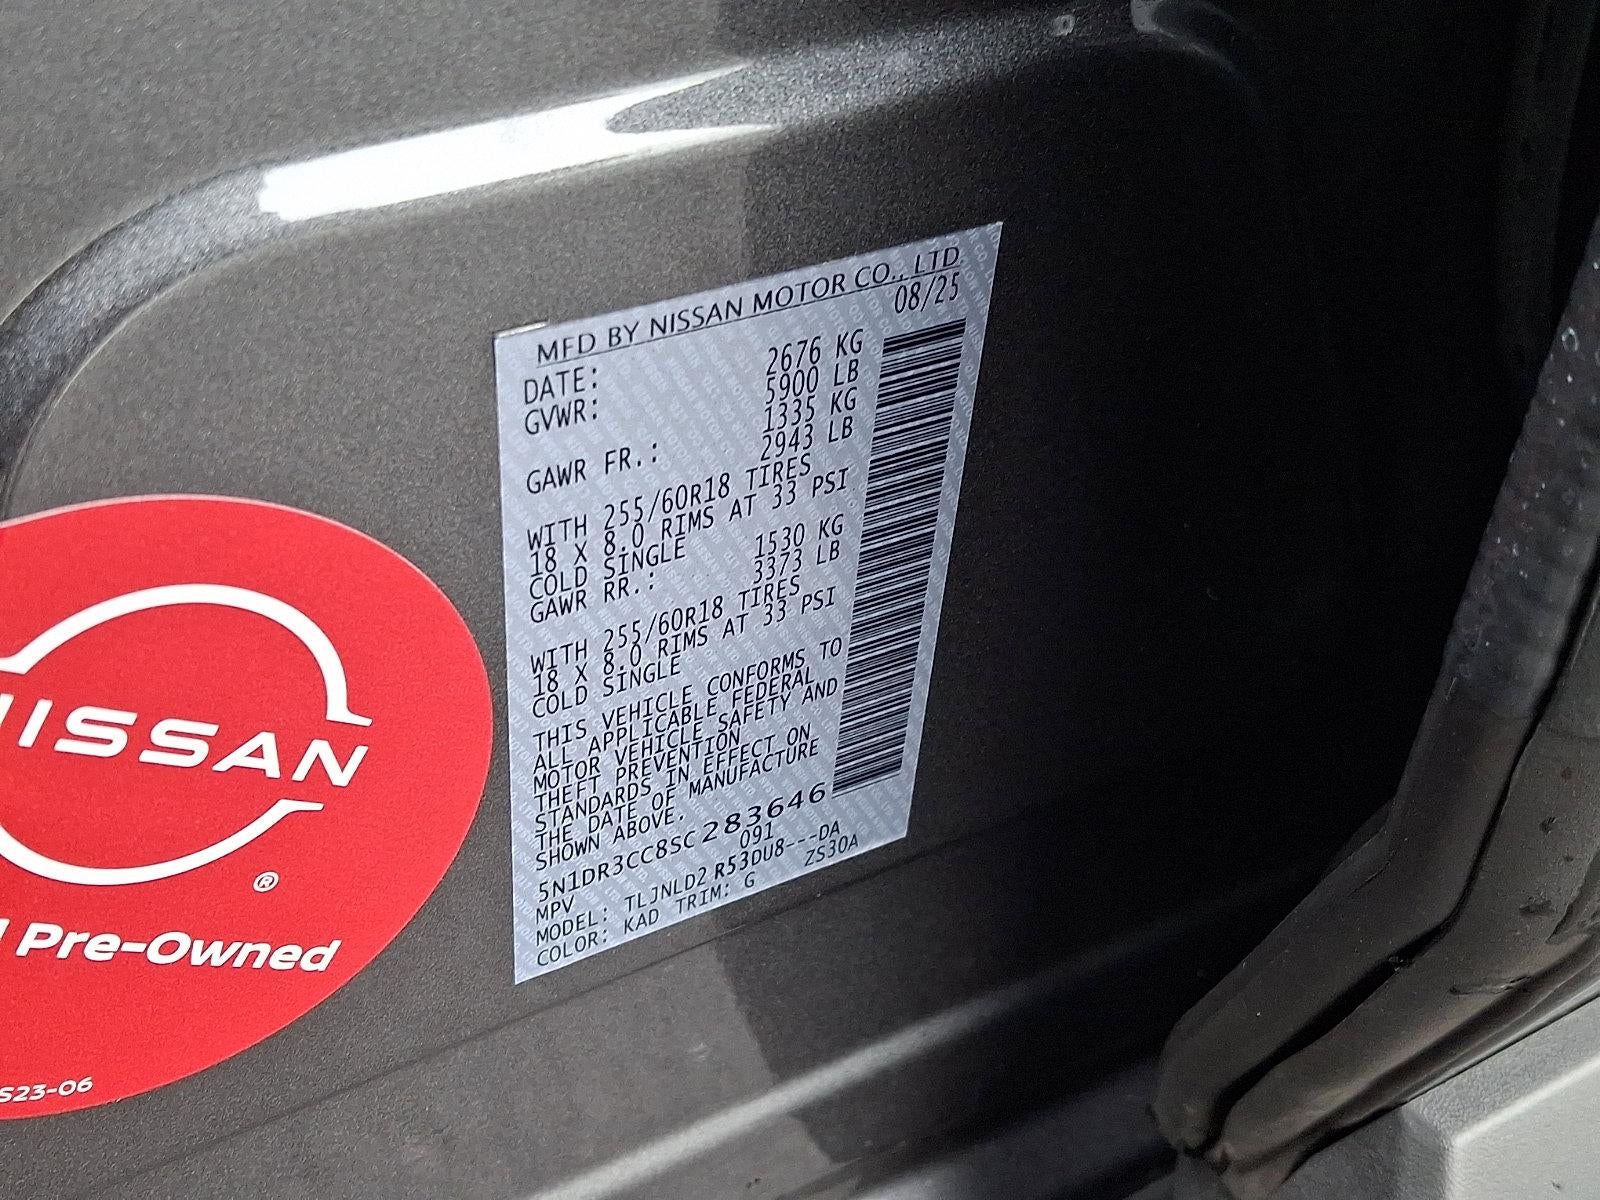 MFD BY NISSAN MOTOR CO., LTD.
DATE: 08/25
GVWR: 2676 KG
5900 LB
GAWR FR.: 1335 KG
2943 LB
WITH 255/60R18 TIRES
18 X 8.0 RIMS AT 33 PSI
COLD SINGLE
GAWR RR.: 1530 KG
3373 LB
WITH 255/60R18 TIRES
18 X 8.0 RIMS AT 33 PSI
COLD SINGLE
THIS VEHICLE CONFORMS TO
ALL APPLICABLE FEDERAL
MOTOR VEHICLE SAFETY AND
THEFT PREVENTION
STANDARDS IN EFFECT ON
THE DATE OF MANUFACTURE
SHOWN ABOVE.
5N1DR3CC8SC283646
MPV 091
MODEL: TLJNLD2 R53DU8---DA
COLOR: KAD TRIM: G ZS30A
NISSAN
®
Pre-Owned
S23-06